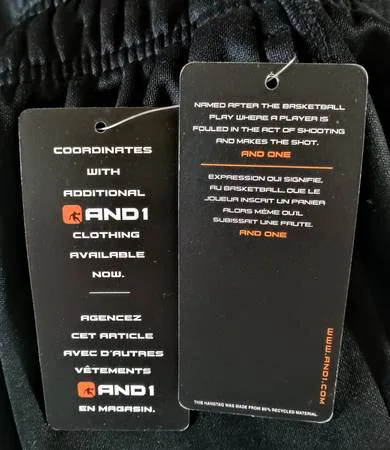 COORDINATES
WITH
ADDITIONAL
AND1
CLOTHING
AVAILABLE
NOW.
AGENCEZ
CET ARTICLE
AVEC D'AUTRES
VÊTEMENTS
AND1
EN MAGASIN.
NAMED AFTER THE BASKETBALL
PLAY WHERE A PLAYER IS
FOULED IN THE ACT OF SHOOTING
AND MAKES THE SHOT.
AND ONE
EXPRESSION QUI SIGNIFIE,
AU BASKETBALL, QUE LE
JOUEUR INSCRIT UN PANIER
ALORS MÊME QU'IL
SUBISSAIT UNE FAUTE.
AND ONE
WWW.AND1.COM
THIS HANGTAG WAS MADE FROM 80% RECYCLED MATERIAL.